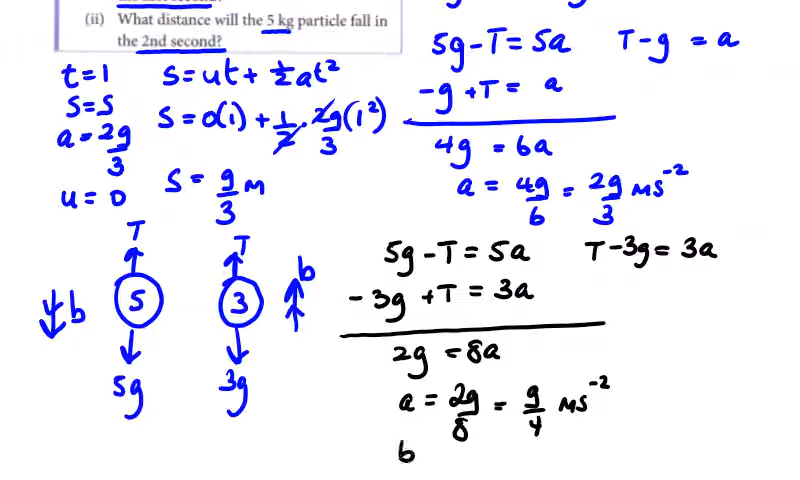 (ii) What distance will the 5 kg particle fall in
the 2nd second?
t=1
S=S
a=2g/3
u=0
S=ut+½at²
S=0(1)+1/2·2g/3(1²)
S=g/3 m
5g-T=5a T-g=a
-g+T=a
4g=6a
a=4g/6=2g/3 ms⁻²
T T
b 5 3 b
5g 3g
5g-T=5a T-3g=3a
-3g+T=3a
2g=8a
a=2g/8=g/4 ms⁻²
b